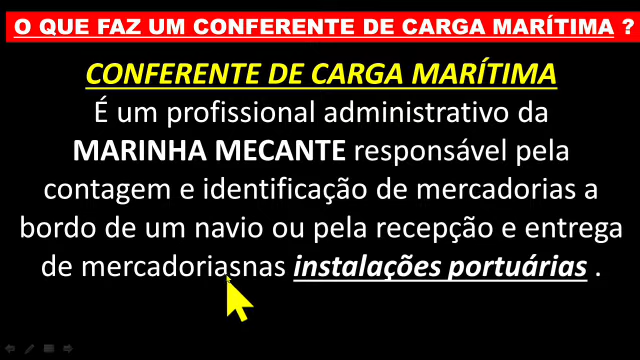 O QUE FAZ UM CONFERENTE DE CARGA MARÍTIMA ?
CONFERENTE DE CARGA MARÍTIMA
É um profissional administrativo da
MARINHA MECANTE responsável pela
contagem e identificação de mercadorias a
bordo de um navio ou pela recepção e entrega
de mercadoriasnas instalações portuárias .